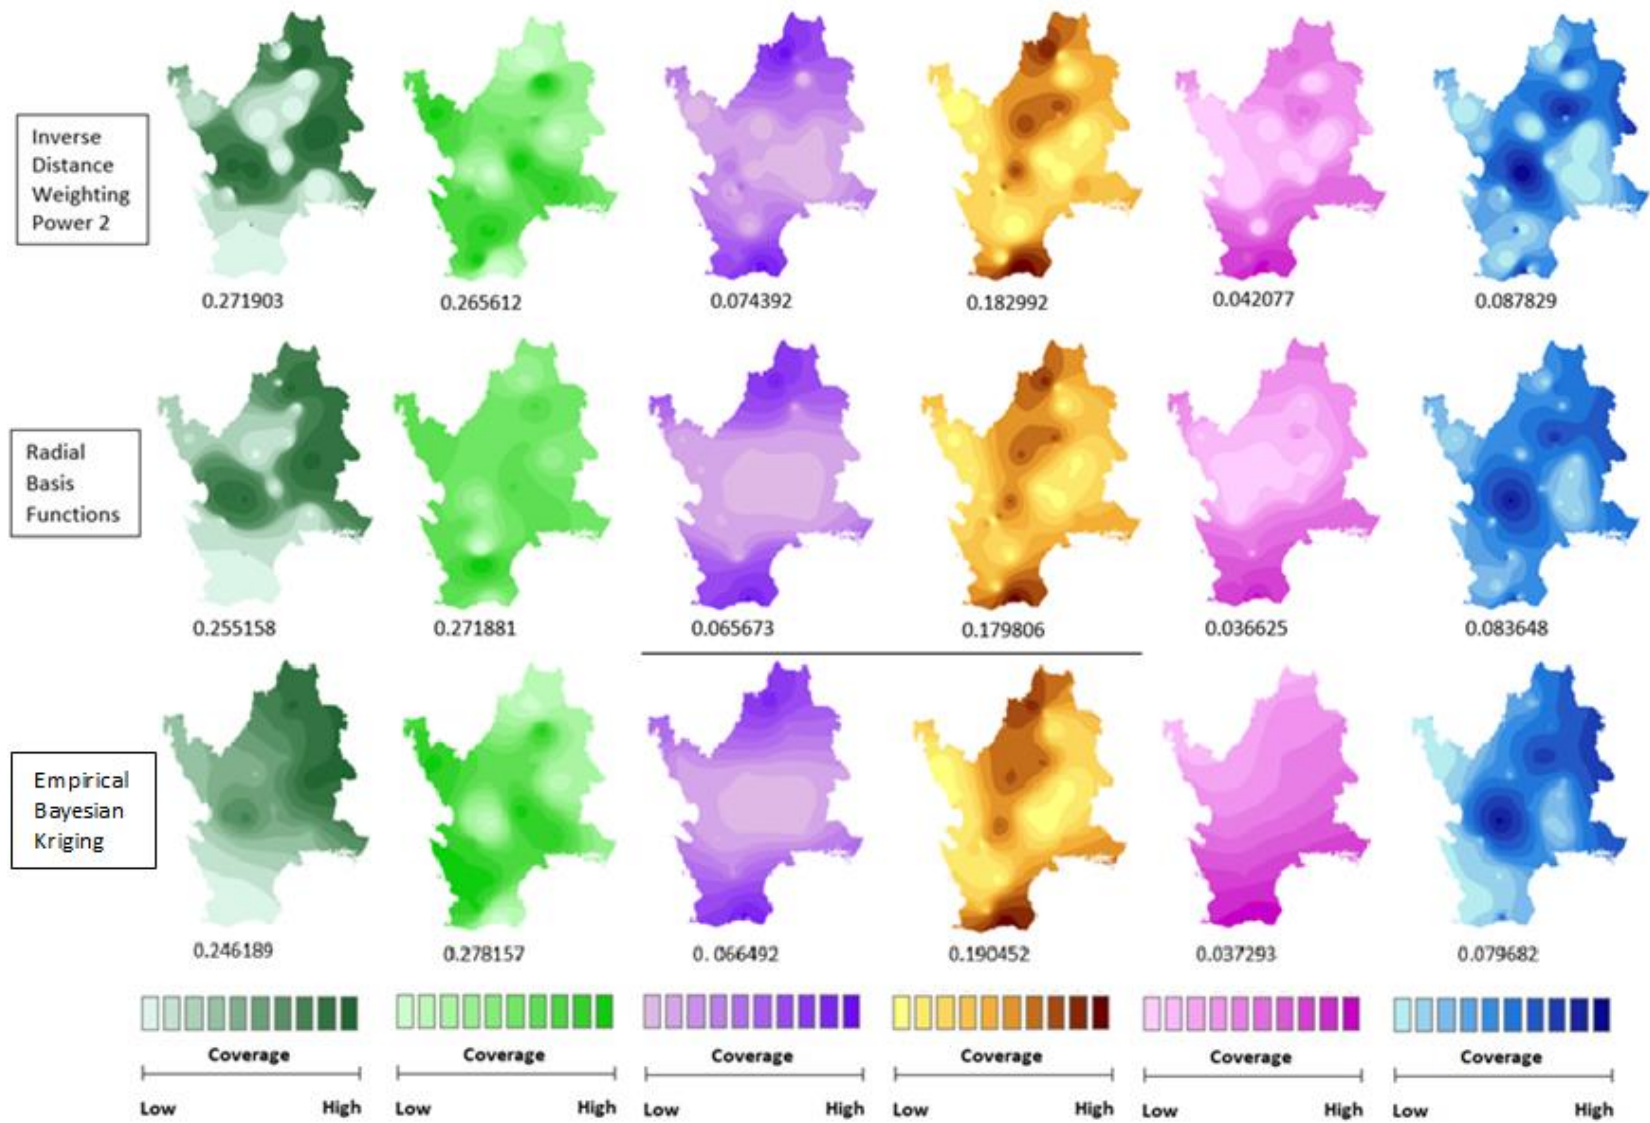 Inverse
Distance
Weighting
Power 2
0.271903
0.265612
0.074392
0.182992
0.042077
0.087829
Radial
Basis
Functions
0.255158
0.271881
0.065673
0.179806
0.036625
0.083648
Empirical
Bayesian
Kriging
0.246189
0.278157
0. 066492
0.190452
0.037293
0.079682
Coverage
Coverage
Coverage
Coverage
Coverage
Coverage
Low High
Low High
Low High
Low High
Low High
Low High